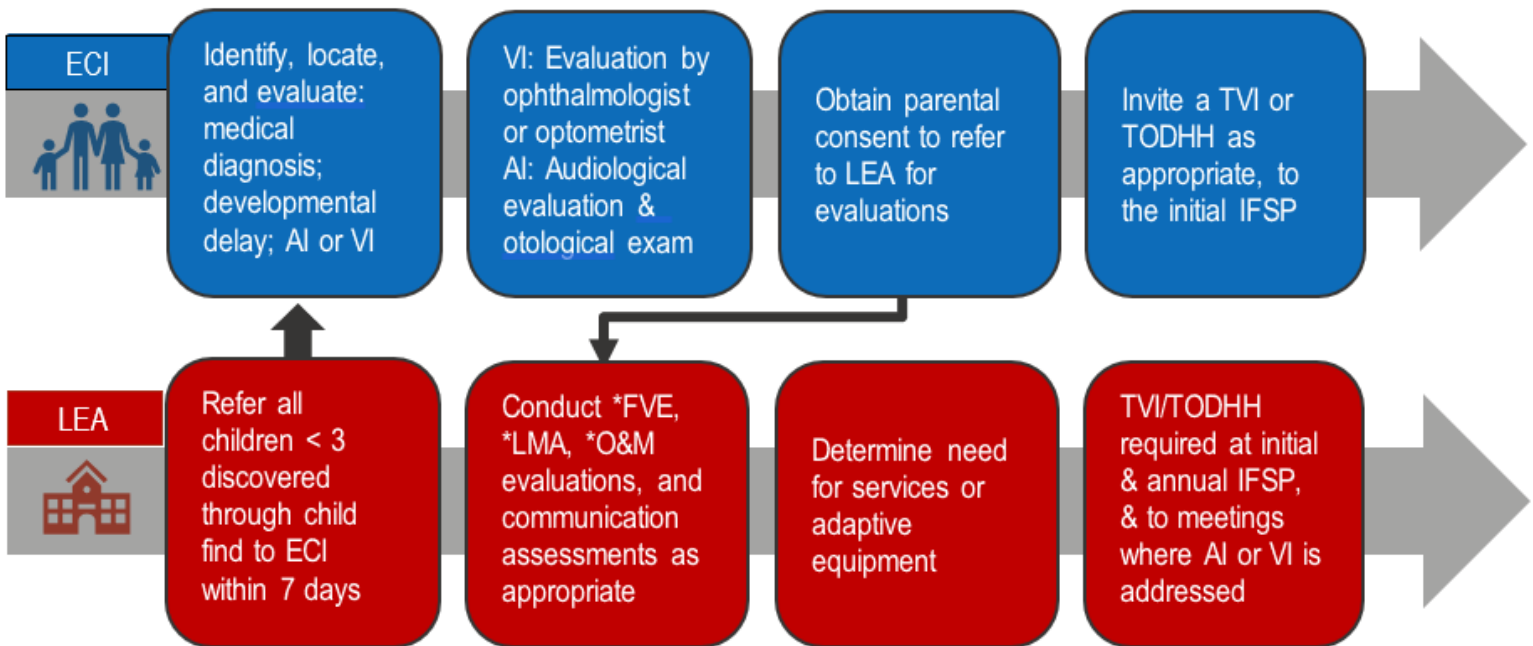 ECI
Identify, locate,
and evaluate:
medical
diagnosis;
developmental
delay; AI or VI
VI: Evaluation by
ophthalmologist
or optometrist
AI: Audiological
evaluation &
otological exam
Obtain parental
consent to refer
to LEA for
evaluations
Invite a TVI or
TODHH as
appropriate, to
the initial IFSP
LEA
Refer all
children < 3
discovered
through child
find to ECI
within 7 days
Conduct *FVE,
*LMA, *O&M
evaluations, and
communication
assessments as
appropriate
Determine need
for services or
adaptive
equipment
TVI/TODHH
required at initial
& annual IFSP,
& to meetings
where AI or VI is
addressed